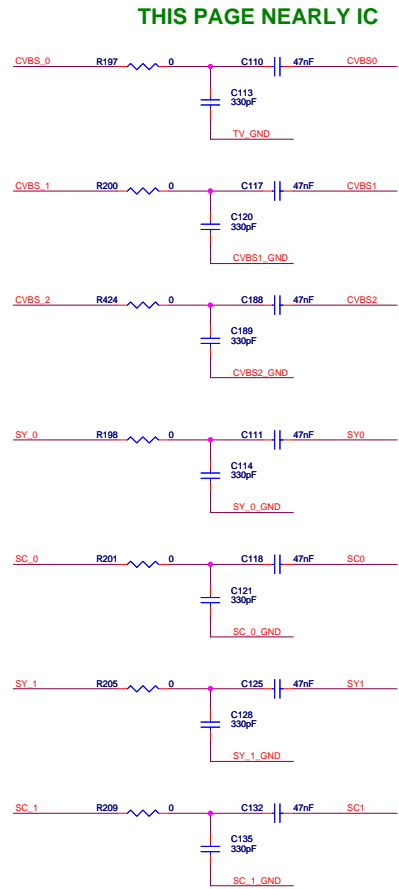 THIS PAGE NEARLY IC
CVBS_0 R197 0 C110 47nF CVBS0
C113
330pF
TV_GND
CVBS_1 R200 0 C117 47nF CVBS1
C120
330pF
CVBS1_GND
CVBS_2 R424 0 C188 47nF CVBS2
C189
330pF
CVBS2_GND
SY_0 R198 0 C111 47nF SY0
C114
330pF
SY_0_GND
SC_0 R201 0 C118 47nF SC0
C121
330pF
SC_0_GND
SY_1 R205 0 C125 47nF SY1
C128
330pF
SY_1_GND
SC_1 R209 0 C132 47nF SC1
C135
330pF
SC_1_GND